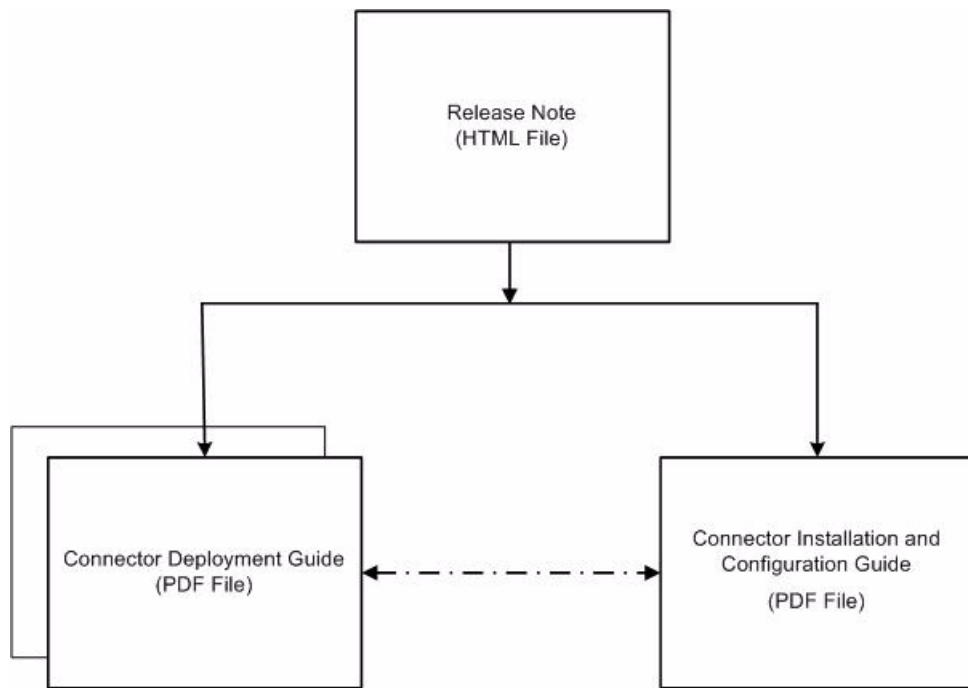 Release Note
(HTML File)
Connector Deployment Guide
(PDF File)
Connector Installation and
Configuration Guide
(PDF File)